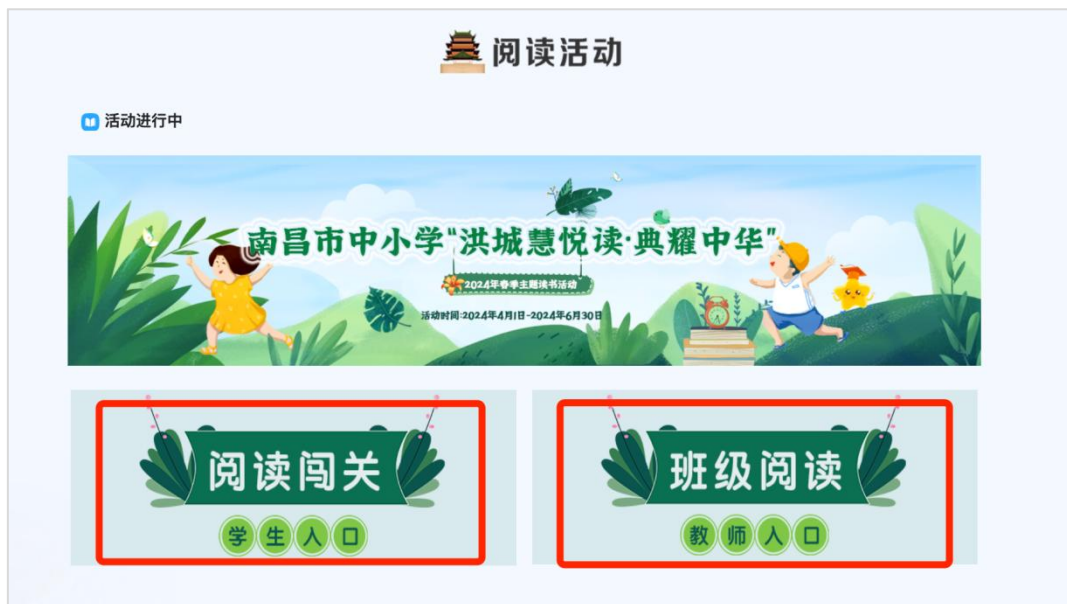 阅读活动
活动进行中
南昌市中小学“洪城慧悦读·典耀中华”
2024年春季主题读书活动
活动时间:2024年4月1日-2024年6月30日
阅读闯关
班级阅读
学生入口
教师入口